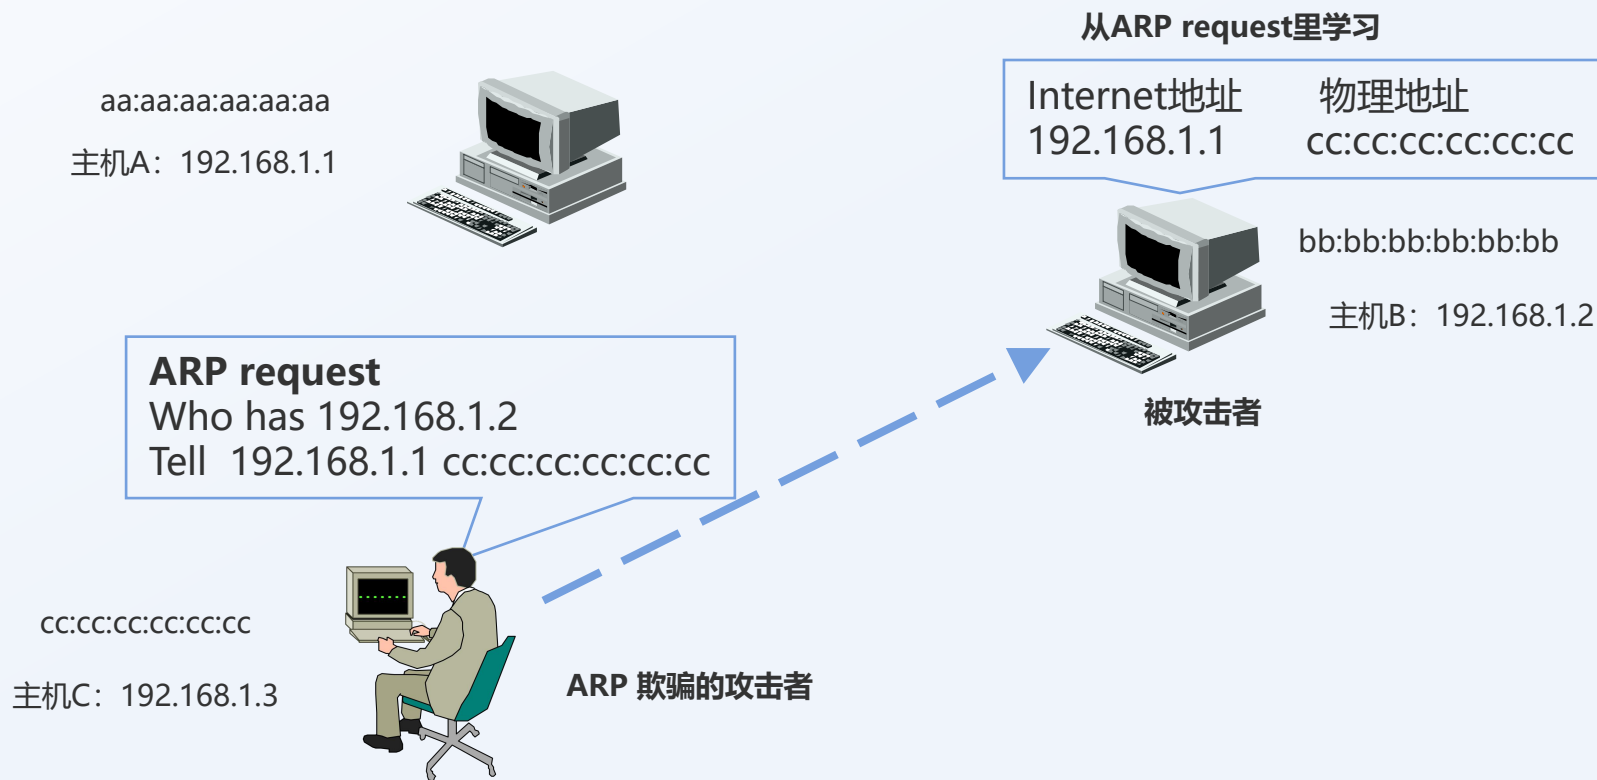 从ARP request里学习
Internet地址 物理地址
192.168.1.1 cc:cc:cc:cc:cc:cc
aa:aa:aa:aa:aa:aa
主机A：192.168.1.1
bb:bb:bb:bb:bb:bb
主机B：192.168.1.2
被攻击者
ARP request
Who has 192.168.1.2
Tell 192.168.1.1 cc:cc:cc:cc:cc:cc
cc:cc:cc:cc:cc:cc
主机C：192.168.1.3
ARP 欺骗的攻击者